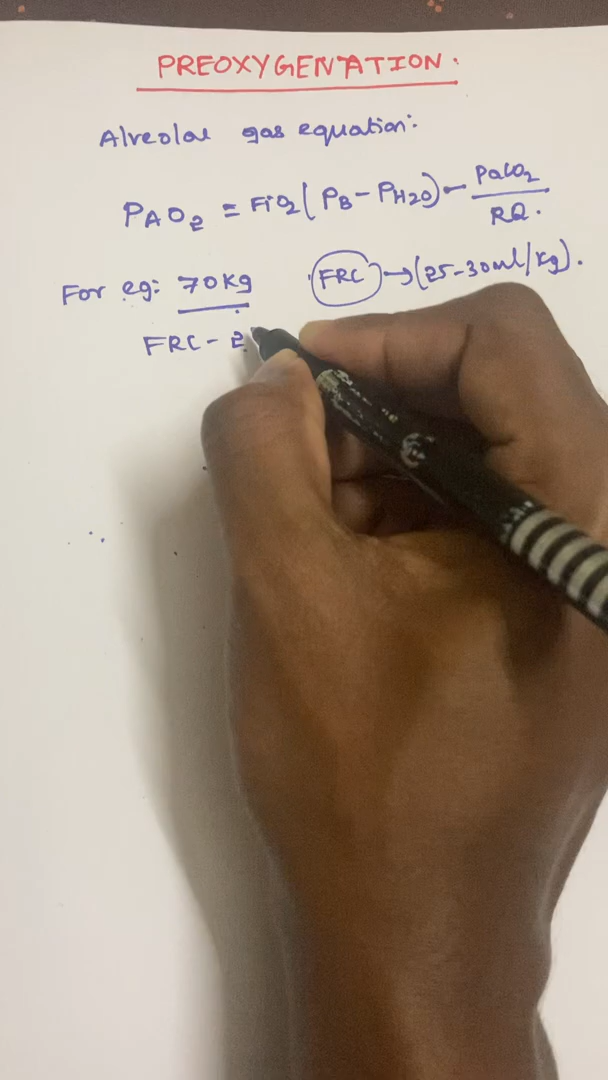 PREOXYGENATION.
Alveolar gas equation:
PAO2 = FiO2 (PB - PH2O) - PaCO2 / RQ.
For eg: 70Kg FRC → (25-30ml/kg).
FRC - 2